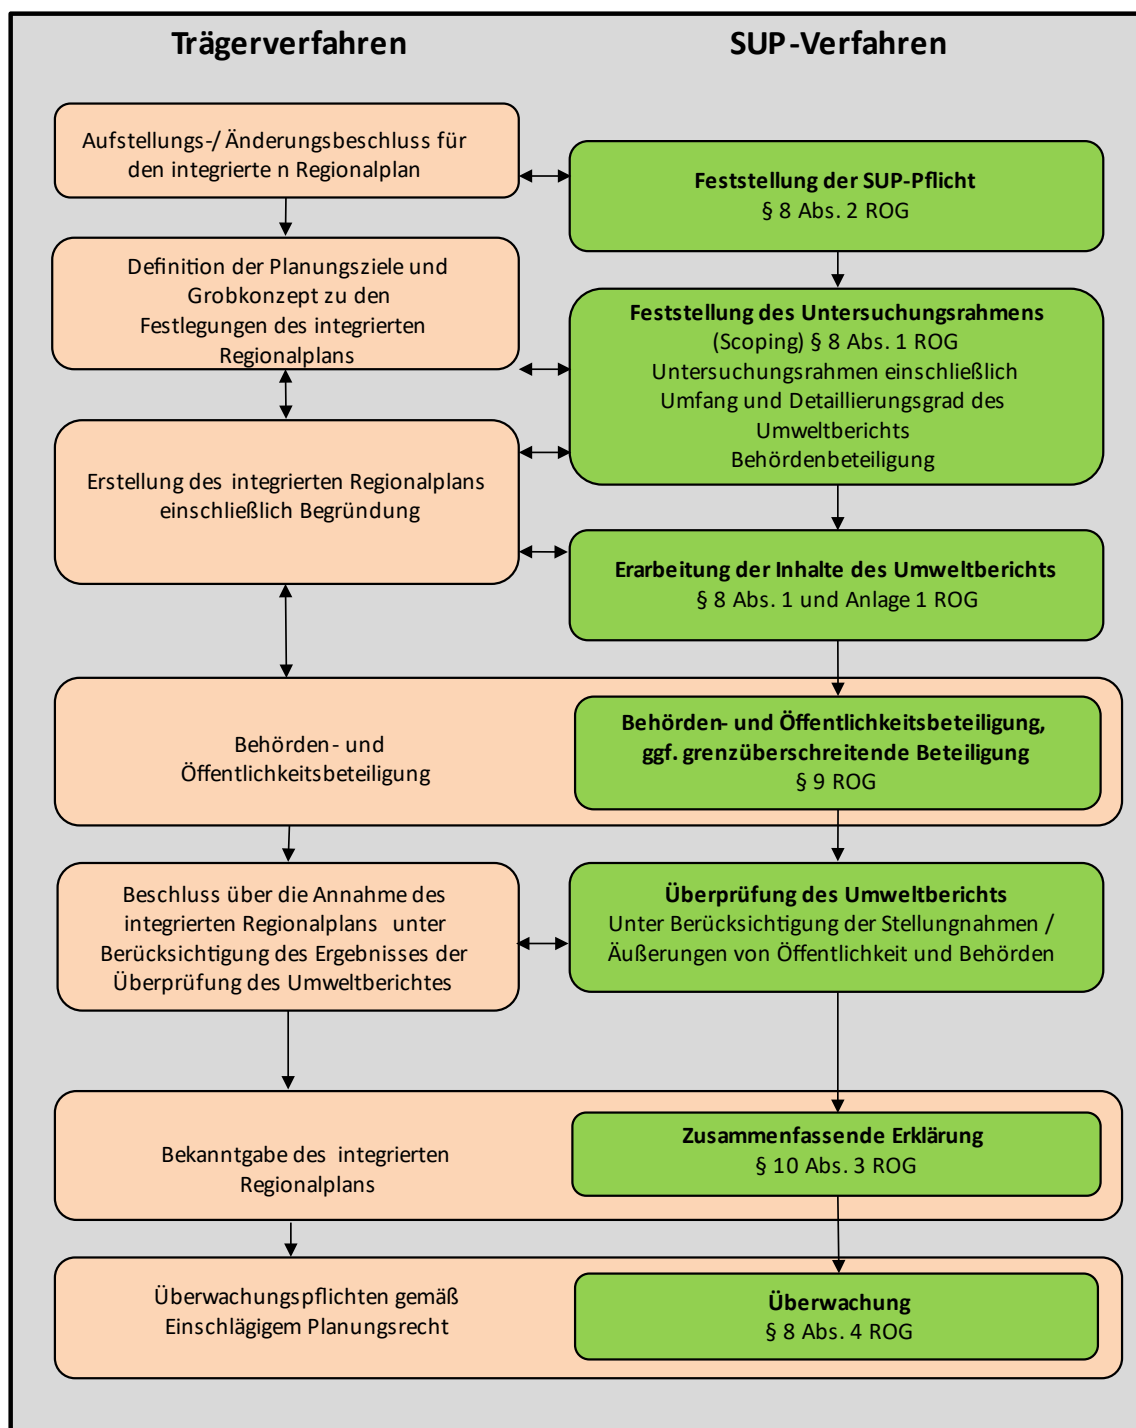 Trägerverfahren
SUP-Verfahren
Aufstellungs-/ Änderungsbeschluss für
den integrierte n Regionalplan
Feststellung der SUP-Pflicht
§ 8 Abs. 2 ROG
Definition der Planungsziele und
Grobkonzept zu den
Festlegungen des integrierten
Regionalplans
Feststellung des Untersuchungsrahmens
(Scoping) § 8 Abs. 1 ROG
Untersuchungsrahmen einschließlich
Umfang und Detaillierungsgrad des
Umweltberichts
Behördenbeteiligung
Erstellung des integrierten Regionalplans
einschließlich Begründung
Erarbeitung der Inhalte des Umweltberichts
§ 8 Abs. 1 und Anlage 1 ROG
Behörden- und
Öffentlichkeitsbeteiligung
Behörden- und Öffentlichkeitsbeteiligung,
ggf. grenzüberschreitende Beteiligung
§ 9 ROG
Beschluss über die Annahme des
integrierten Regionalplans unter
Berücksichtigung des Ergebnisses der
Überprüfung des Umweltberichtes
Überprüfung des Umweltberichts
Unter Berücksichtigung der Stellungnahmen /
Äußerungen von Öffentlichkeit und Behörden
Bekanntgabe des integrierten
Regionalplans
Zusammenfassende Erklärung
§ 10 Abs. 3 ROG
Überwachungspflichten gemäß
Einschlägigem Planungsrecht
Überwachung
§ 8 Abs. 4 ROG